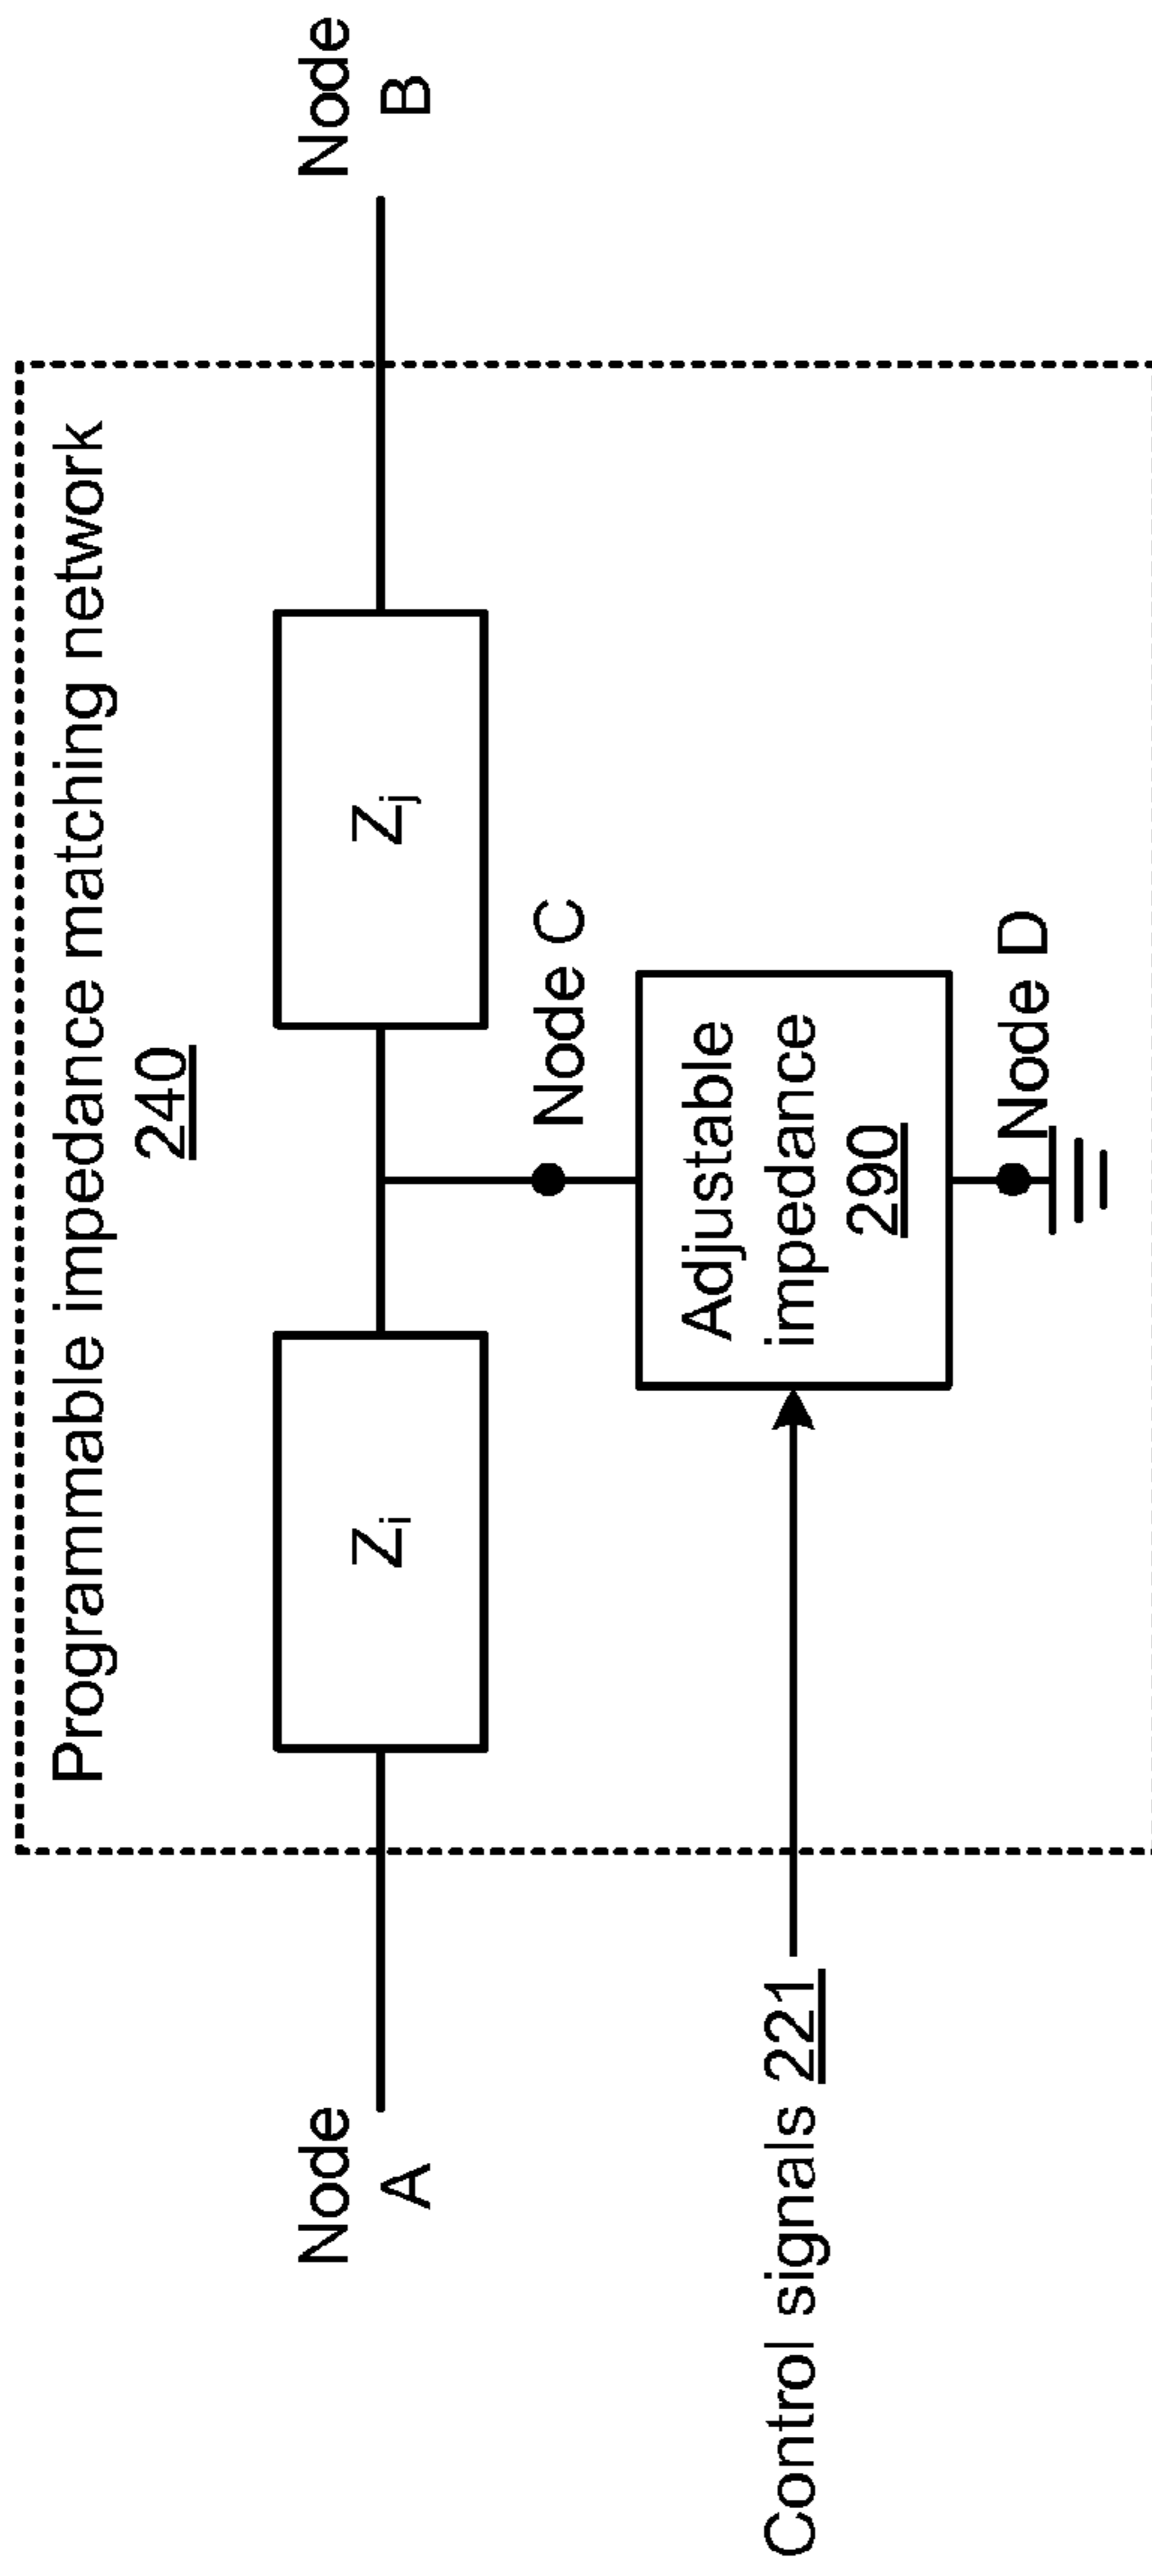 Programmable impedance matching network
240
Node
A
Zi
Zj
Node
B
Node C
Adjustable
impedance
290
Control signals 221
Node D